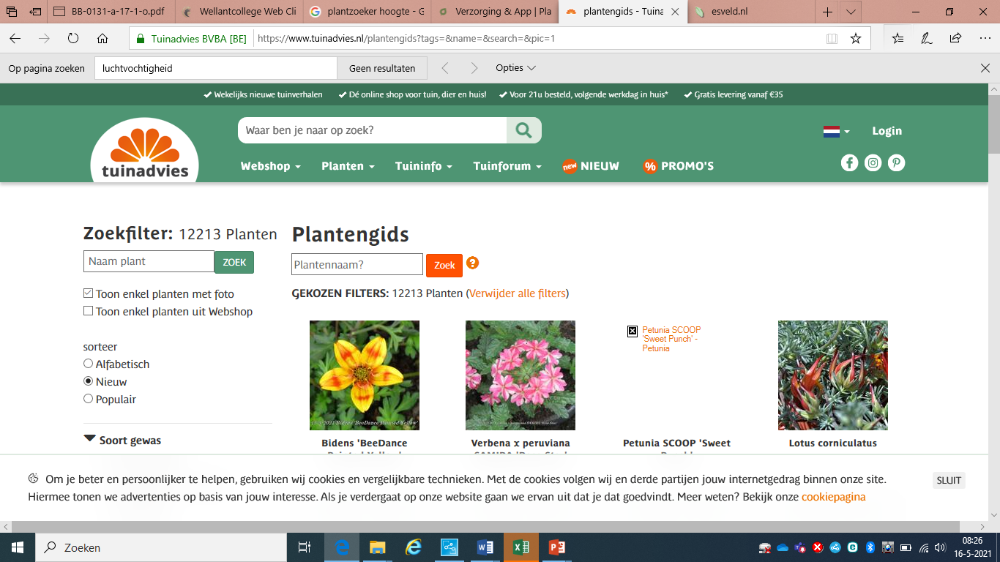 BB-0131-a-17-1-o.pdf
Wellantcollege Web Cli
plantzoeker hoogte - G
Verzorging & App | Pla
plantengids - Tuina
esveld.nl
Tuinadvies BVBA [BE]
https://www.tuinadvies.nl/plantengids?tags=&name=&search=&pic=1
Op pagina zoeken
luchtvochtigheid
Geen resultaten
Opties
Wekelijks nieuwe tuinverhalen
Dé online shop voor tuin, dier en huis!
Voor 21u besteld, volgende werkdag in huis*
Gratis levering vanaf €35
tuinadvies
Waar ben je naar op zoek?
Login
Webshop
Planten
Tuininfo
Tuinforum
new NIEUW
% PROMO'S
Zoekfilter: 12213 Planten
Naam plant
ZOEK
Toon enkel planten met foto
Toon enkel planten uit Webshop
sorteer
Alfabetisch
Nieuw
Populair
Soort gewas
Plantengids
Plantennaam?
Zoek
?
GEKOZEN FILTERS: 12213 Planten (Verwijder alle filters)
Petunia SCOOP
'Sweet Punch' -
Petunia
Bidens 'BeeDance
Painted Yellow'
Verbena x peruviana
Petunia SCOOP 'Sweet
Lotus corniculatus
Om je beter en persoonlijker te helpen, gebruiken wij cookies en vergelijkbare technieken. Met de cookies volgen wij en derde partijen jouw internetgedrag binnen onze site.
Hiermee tonen we advertenties op basis van jouw interesse. Als je verdergaat op onze website gaan we ervan uit dat je dat goedvindt. Meer weten? Bekijk onze cookiepagina
SLUIT
Zoeken
08:26
16-5-2021